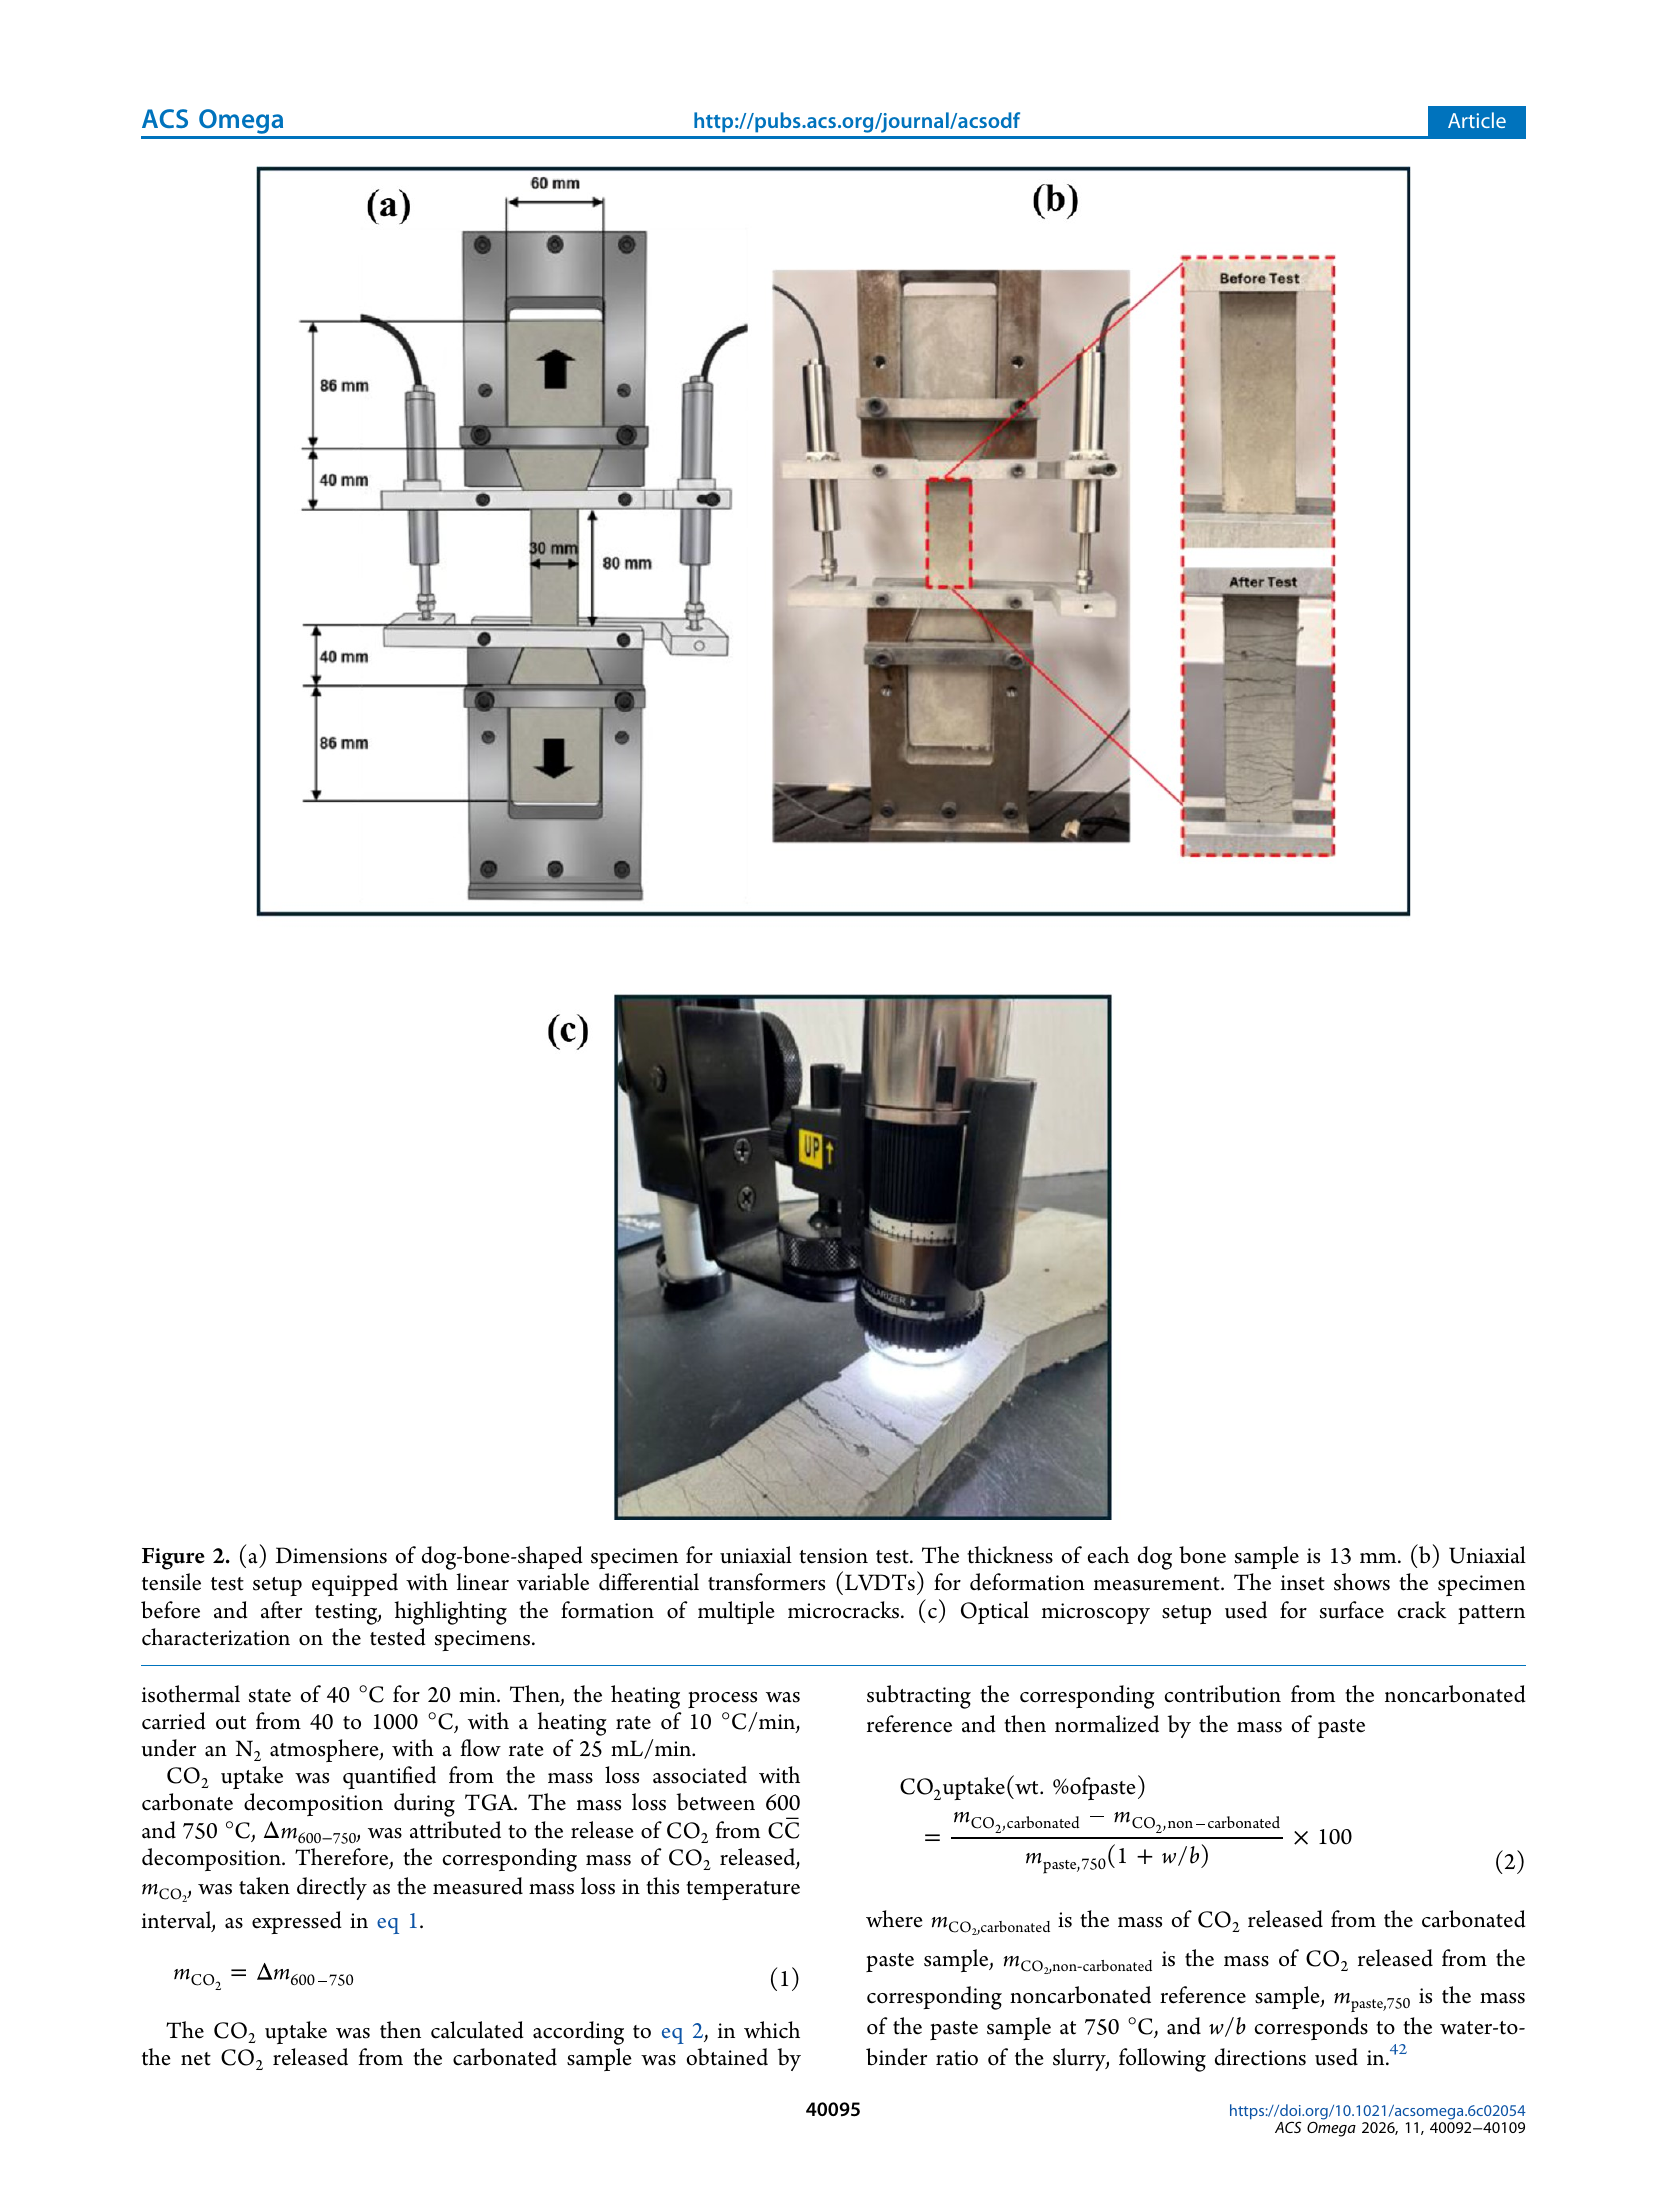 ACS Omega
http://pubs.acs.org/journal/acsodf
Article
(a)
60 mm
86 mm
40 mm
30 mm
80 mm
40 mm
86 mm
(b)
Before Test
After Test
(c)
UP↑
POLARIZER ▶
Figure 2. (a) Dimensions of dog-bone-shaped specimen for uniaxial tension test. The thickness of each dog bone sample is 13 mm. (b) Uniaxial
tensile test setup equipped with linear variable differential transformers (LVDTs) for deformation measurement. The inset shows the specimen
before and after testing, highlighting the formation of multiple microcracks. (c) Optical microscopy setup used for surface crack pattern
characterization on the tested specimens.
isothermal state of 40 °C for 20 min. Then, the heating process was
carried out from 40 to 1000 °C, with a heating rate of 10 °C/min,
under an N₂ atmosphere, with a flow rate of 25 mL/min.
CO₂ uptake was quantified from the mass loss associated with
carbonate decomposition during TGA. The mass loss between 600
and 750 °C, Δm₆₀₀₋₇₅₀, was attributed to the release of CO₂ from CC̅
decomposition. Therefore, the corresponding mass of CO₂ released,
m_CO₂, was taken directly as the measured mass loss in this temperature
interval, as expressed in eq 1.
m_CO₂ = Δm₆₀₀₋₇₅₀ (1)
The CO₂ uptake was then calculated according to eq 2, in which
the net CO₂ released from the carbonated sample was obtained by
subtracting the corresponding contribution from the noncarbonated
reference and then normalized by the mass of paste
CO₂uptake(wt. %ofpaste)
m_CO₂,carbonated − m_CO₂,non−carbonated
= × 100
m_paste,750(1 + w/b)
(2)
where m_CO₂,carbonated is the mass of CO₂ released from the carbonated
paste sample, m_CO₂,non-carbonated is the mass of CO₂ released from the
corresponding noncarbonated reference sample, m_paste,750 is the mass
of the paste sample at 750 °C, and w/b corresponds to the water-to-
binder ratio of the slurry, following directions used in.⁴²
40095
https://doi.org/10.1021/acsomega.6c02054
ACS Omega 2026, 11, 40092−40109